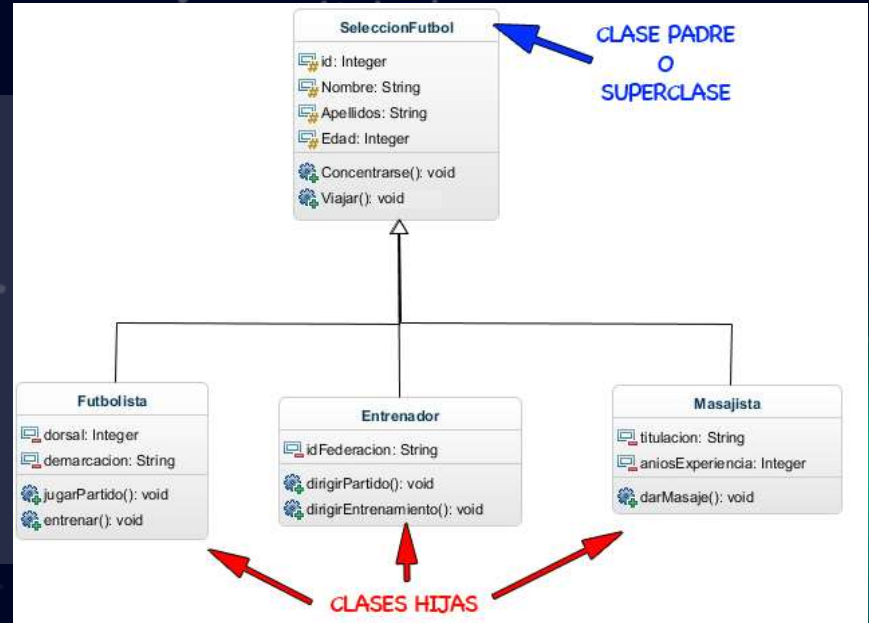 SeleccionFutbol
id: Integer
Nombre: String
Apellidos: String
Edad: Integer
Concentrarse(): void
Viajar(): void
CLASE PADRE
O
SUPERCLASE
Futbolista
dorsal: Integer
demarcacion: String
jugarPartido(): void
entrenar(): void
Entrenador
idFederacion: String
dirigirPartido(): void
dirigirEntrenamiento(): void
Masajista
titulacion: String
aniosExperiencia: Integer
darMasaje(): void
CLASES HIJAS